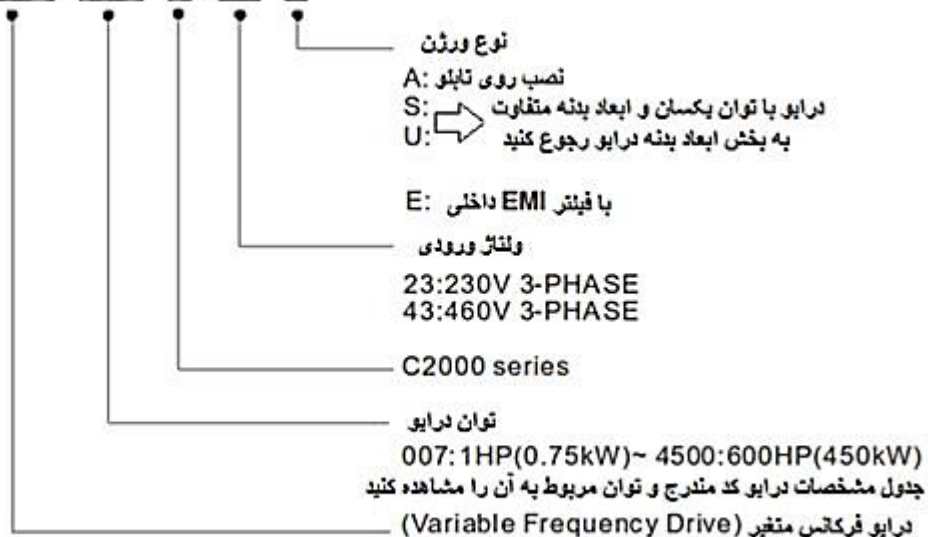 نوع ورژن
A: نصب روی تابلو
S: درایو با توان یکسان و ابعاد بدنه متفاوت
U: به بخش ابعاد بدنه درایو رجوع کنید
E: با فیلتر EMI داخلی
ولتاژ ورودی
23:230V 3-PHASE
43:460V 3-PHASE
C2000 series
توان درایو
007:1HP(0.75kW)~ 4500:600HP(450kW)
جدول مشخصات درایو کد مندرج و توان مربوط به آن را مشاهده کنید
درایو فرکانس متغیر (Variable Frequency Drive)